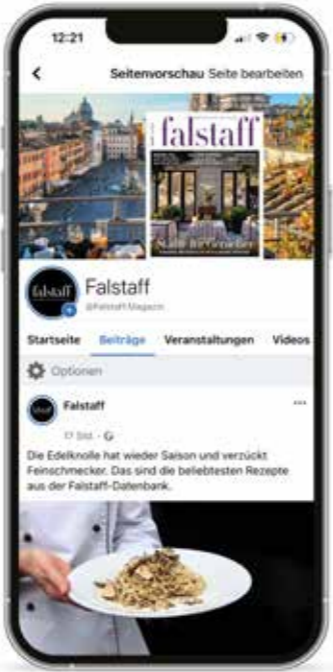 12:21
Seitenvorschau Seite bearbeiten
falstaff
falstaff
Falstaff
@Falstaff.Magazin
Startseite Beiträge Veranstaltungen Videos
Optionen
Falstaff
17 Std.
Die Edelknolle hat wieder Saison und verzückt
Feinschmecker. Das sind die beliebtesten Rezepte
aus der Falstaff-Datenbank.